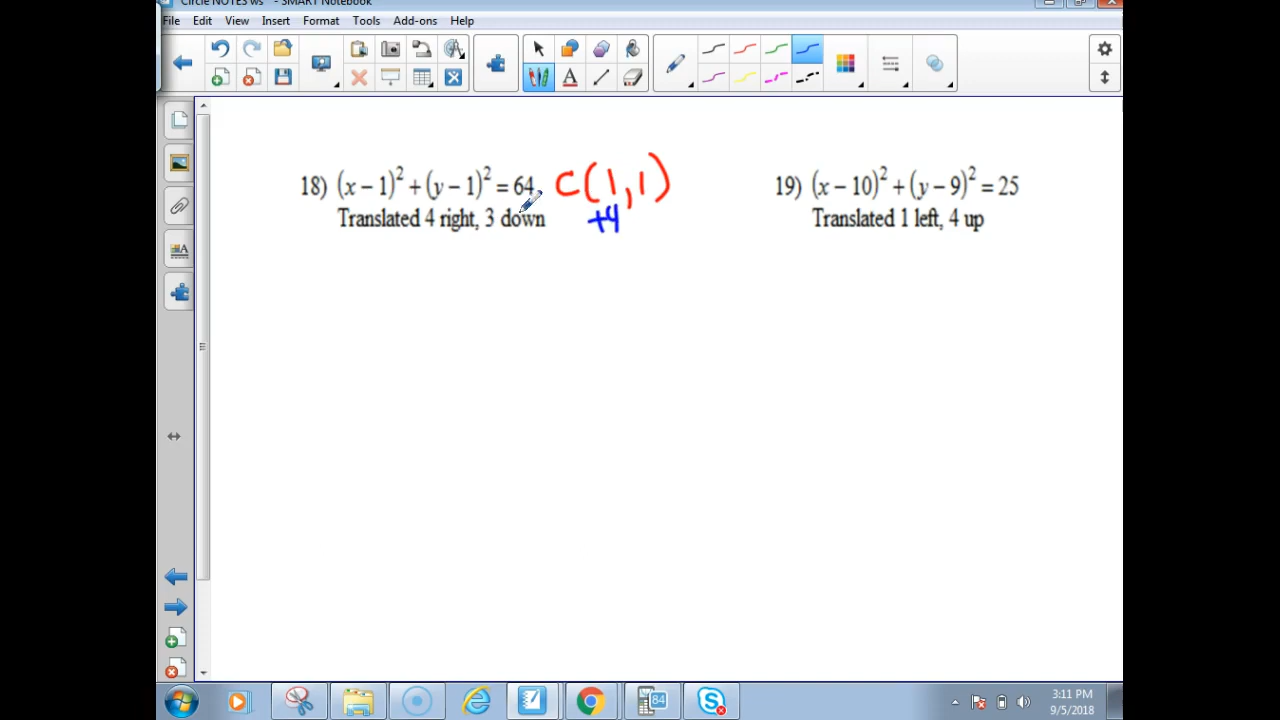 Circle NOTES ws - SMART Notebook
File Edit View Insert Format Tools Add-ons Help
18) (x − 1)² + (y − 1)² = 64, C(1,1)
Translated 4 right, 3 down +4
19) (x − 10)² + (y − 9)² = 25
Translated 1 left, 4 up
84
3:11 PM
9/5/2018